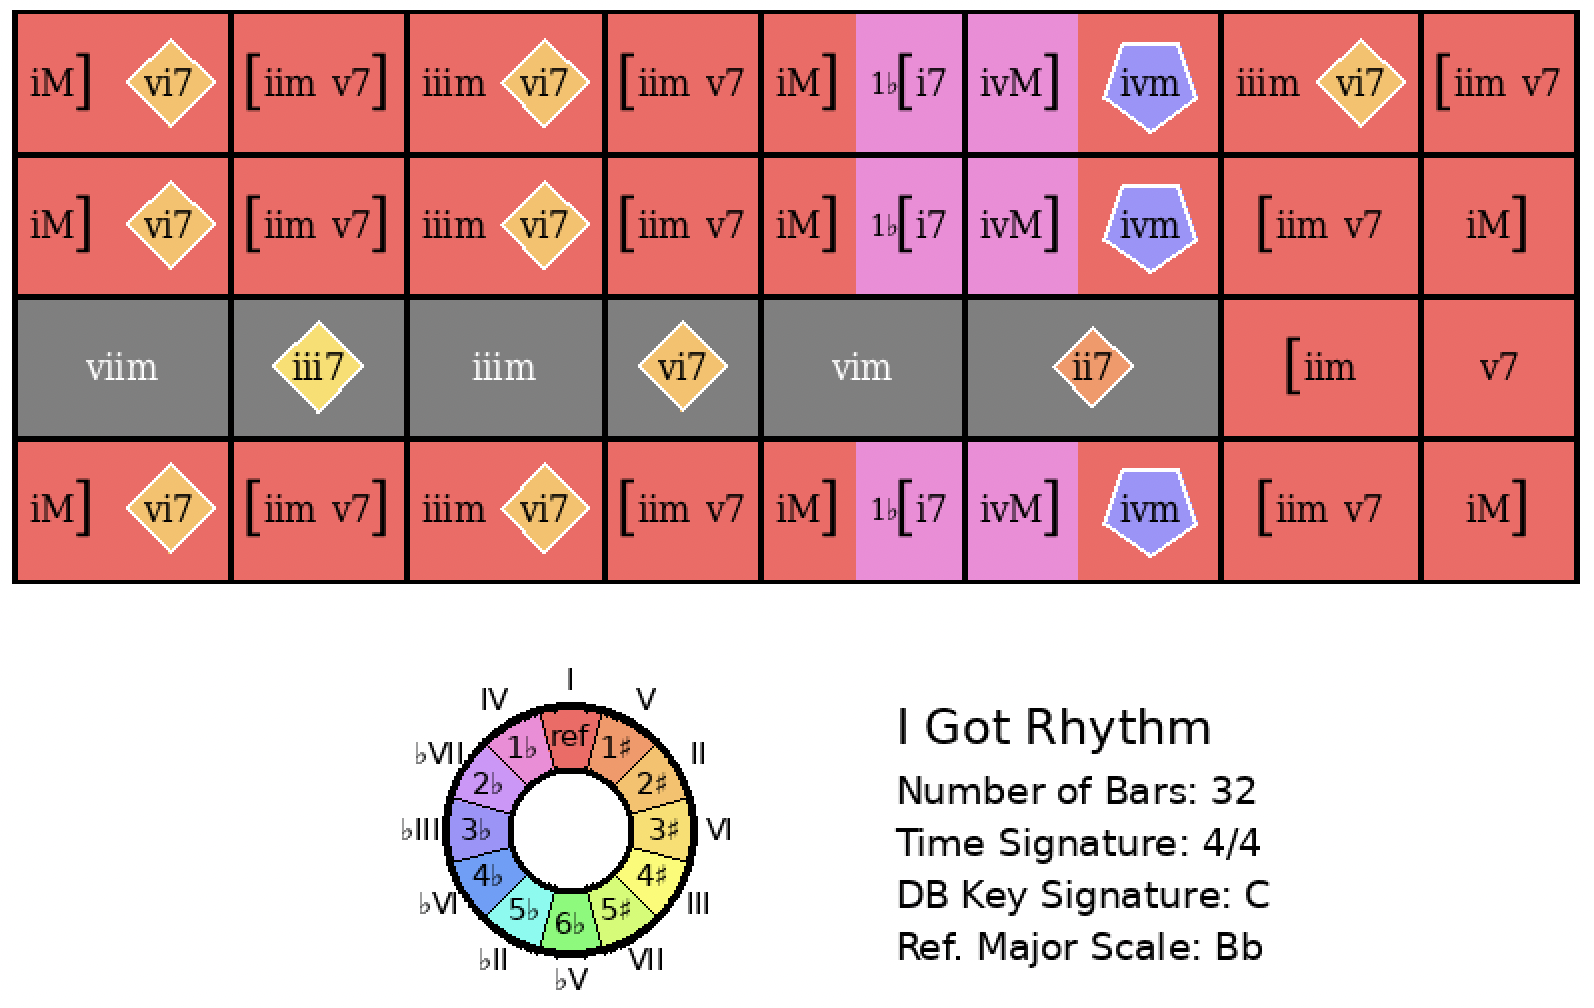 iM] vi7 [iim v7] iiim vi7 [iim v7 iM] 1♭[i7 ivM] ivm iiim vi7 [iim v7
iM] vi7 [iim v7] iiim vi7 [iim v7 iM] 1♭[i7 ivM] ivm [iim v7 iM]
viim iii7 iiim vi7 vim ii7 [iim v7
iM] vi7 [iim v7] iiim vi7 [iim v7 iM] 1♭[i7 ivM] ivm [iim v7 iM]
I
IV V
1♭ ref 1♯
♭VII II
2♭ 2♯
♭III 3♭ 3♯ VI
4♭ 4♯
♭VI III
5♭ 6♭ 5♯
♭II VII
♭V
I Got Rhythm
Number of Bars: 32
Time Signature: 4/4
DB Key Signature: C
Ref. Major Scale: Bb